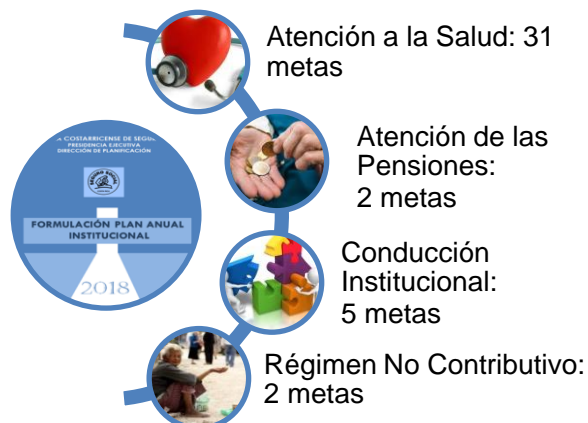 Atención a la Salud: 31
metas
COSTARRICENSE DE
PRESIDENCIA EJECUTIVA
DIRECCIÓN DE PLANIFICACIÓN
FORMULACIÓN PLAN ANUAL
INSTITUCIONAL
2018
Atención de las
Pensiones:
2 metas
Conducción
Institucional:
5 metas
Régimen No Contributivo:
2 metas